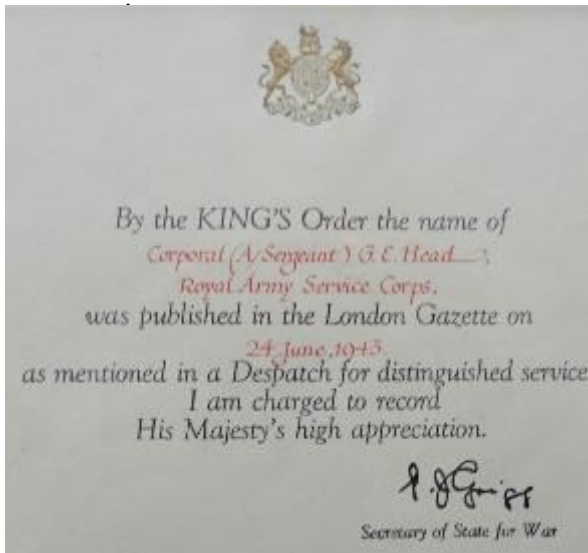 By the KING'S Order the name of
Corporal (A/Sergeant) G.E. Head,
Royal Army Service Corps,
was published in the London Gazette on
24 June, 1943.
as mentioned in a Despatch for distinguished service
I am charged to record
His Majesty's high appreciation.
P.J. Grigg
Secretary of State for War